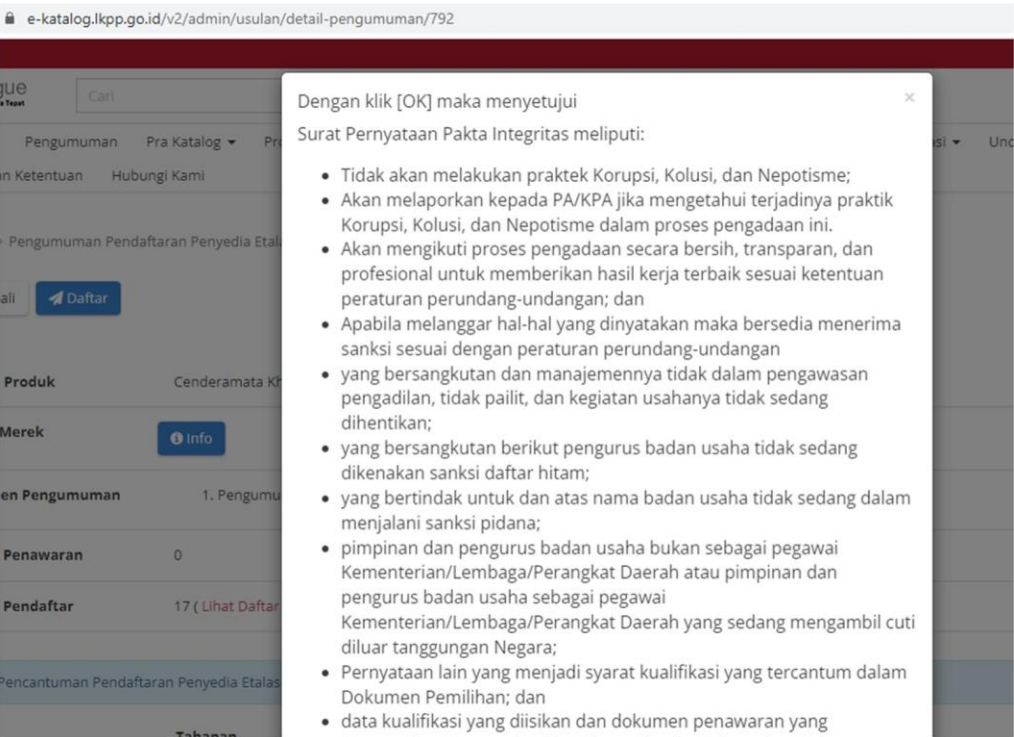 e-katalog.lkpp.go.id/v2/admin/usulan/detail-pengumuman/792
gue
Tepat
Cari
Pengumuman Pra Katalog
an Ketentuan Hubungi Kami
Pengumuman Pendaftaran Penyedia Etala
ali Daftar
Produk Cenderamata Kh
Merek Info
en Pengumuman 1. Pengumu
Penawaran 0
Pendaftar 17 ( Lihat Daftar
Pencantuman Pendaftaran Penyedia Etalas
Tahapan
Dengan klik [OK] maka menyetujui ×
Surat Pernyataan Pakta Integritas meliputi:
• Tidak akan melakukan praktek Korupsi, Kolusi, dan Nepotisme;
• Akan melaporkan kepada PA/KPA jika mengetahui terjadinya praktik
Korupsi, Kolusi, dan Nepotisme dalam proses pengadaan ini.
• Akan mengikuti proses pengadaan secara bersih, transparan, dan
profesional untuk memberikan hasil kerja terbaik sesuai ketentuan
peraturan perundang-undangan; dan
• Apabila melanggar hal-hal yang dinyatakan maka bersedia menerima
sanksi sesuai dengan peraturan perundang-undangan
• yang bersangkutan dan manajemennya tidak dalam pengawasan
pengadilan, tidak pailit, dan kegiatan usahanya tidak sedang
dihentikan;
• yang bersangkutan berikut pengurus badan usaha tidak sedang
dikenakan sanksi daftar hitam;
• yang bertindak untuk dan atas nama badan usaha tidak sedang dalam
menjalani sanksi pidana;
• pimpinan dan pengurus badan usaha bukan sebagai pegawai
Kementerian/Lembaga/Perangkat Daerah atau pimpinan dan
pengurus badan usaha sebagai pegawai
Kementerian/Lembaga/Perangkat Daerah yang sedang mengambil cuti
diluar tanggungan Negara;
• Pernyataan lain yang menjadi syarat kualifikasi yang tercantum dalam
Dokumen Pemilihan; dan
• data kualifikasi yang diisikan dan dokumen penawaran yang